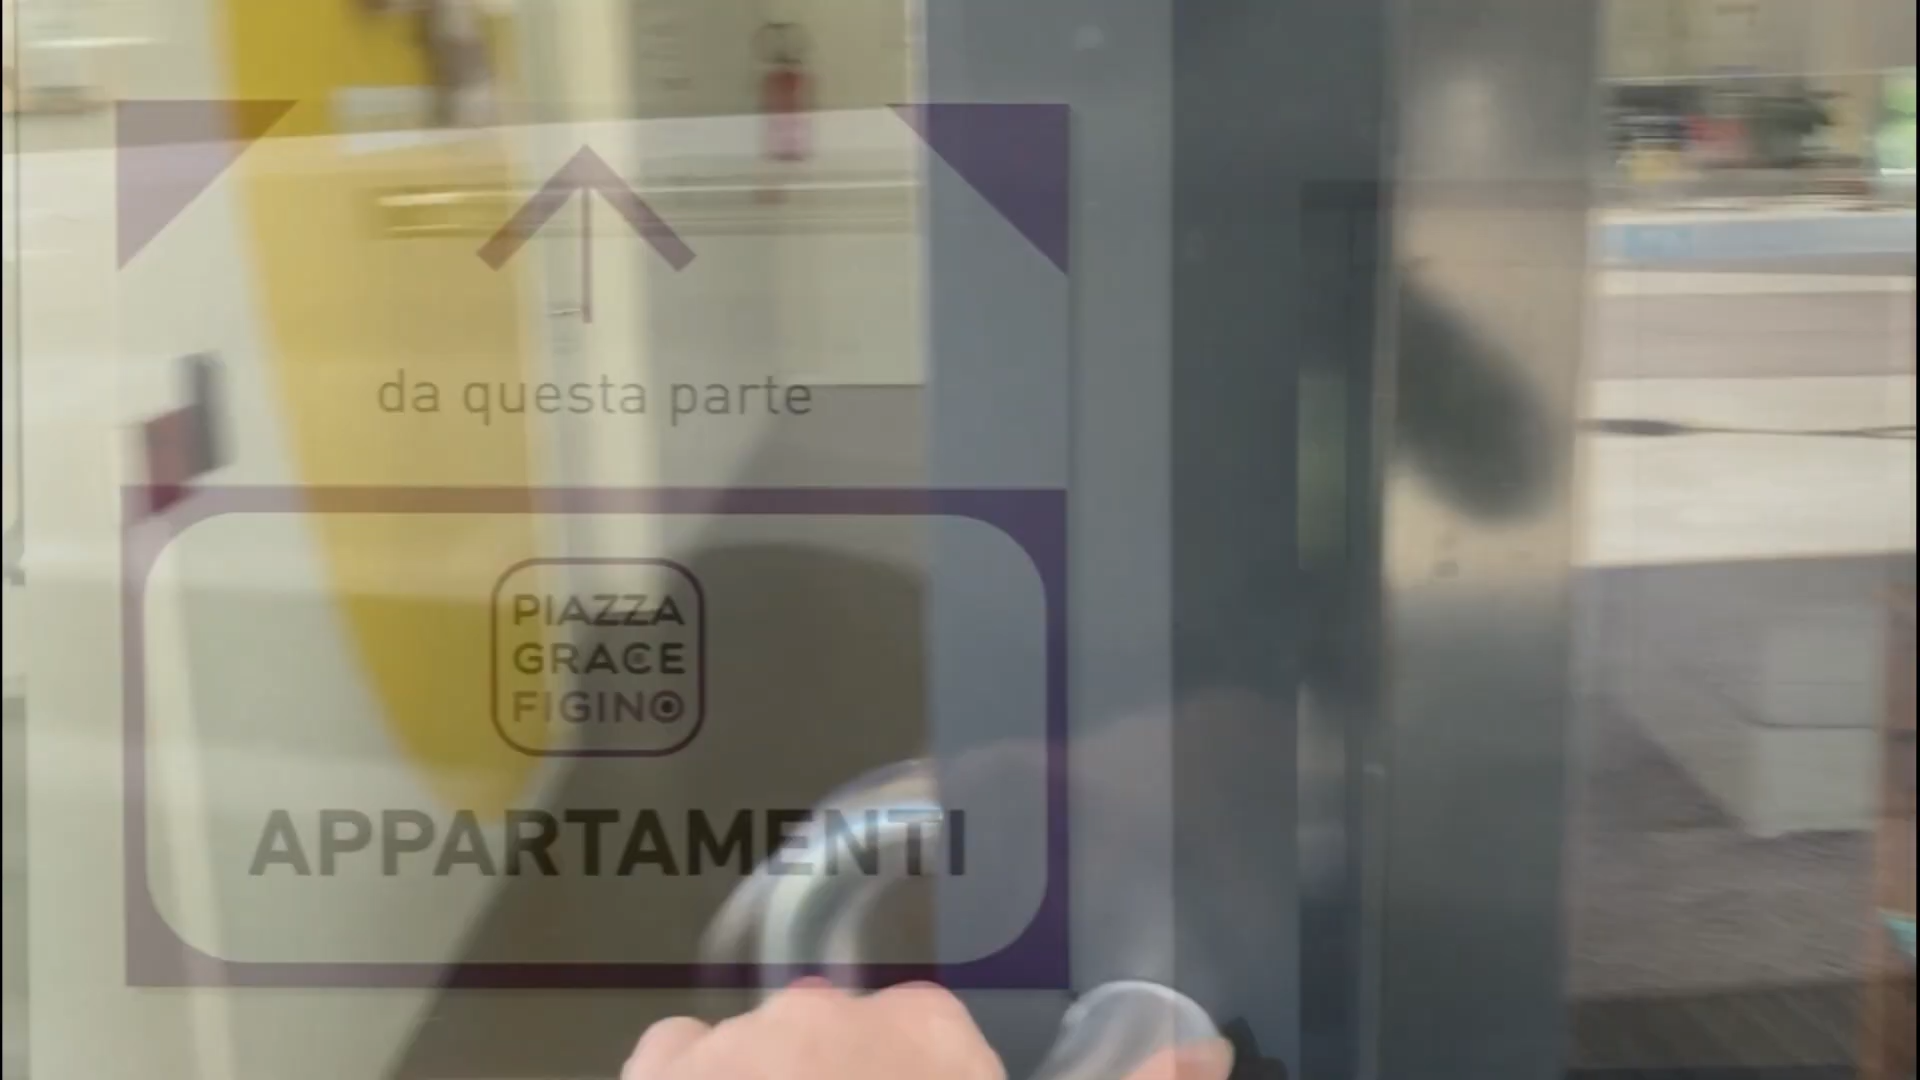 da questa parte
PIAZZA
GRACE
FIGINO
APPARTAMENTI